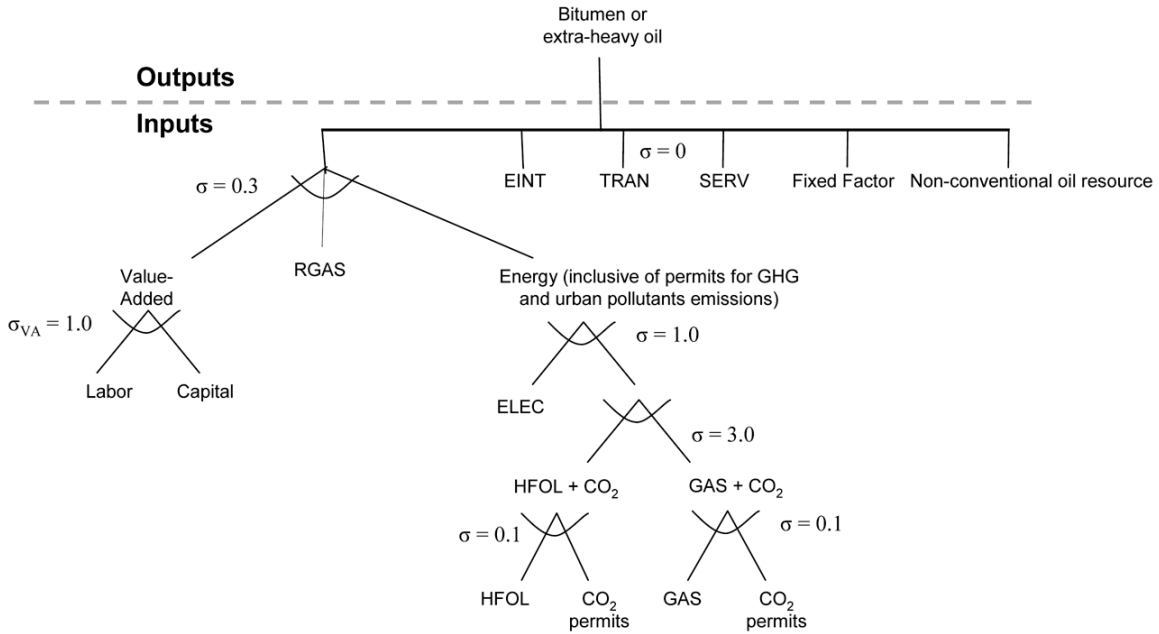 Bitumen or
extra-heavy oil
Outputs
Inputs
σ = 0
σ = 0.3
EINT
TRAN
SERV
Fixed Factor
Non-conventional oil resource
RGAS
Value-
Added
Energy (inclusive of permits for GHG
and urban pollutants emissions)
σVA = 1.0
σ = 1.0
Labor
Capital
ELEC
σ = 3.0
HFOL + CO2
GAS + CO2
σ = 0.1
σ = 0.1
HFOL
CO2
permits
GAS
CO2
permits